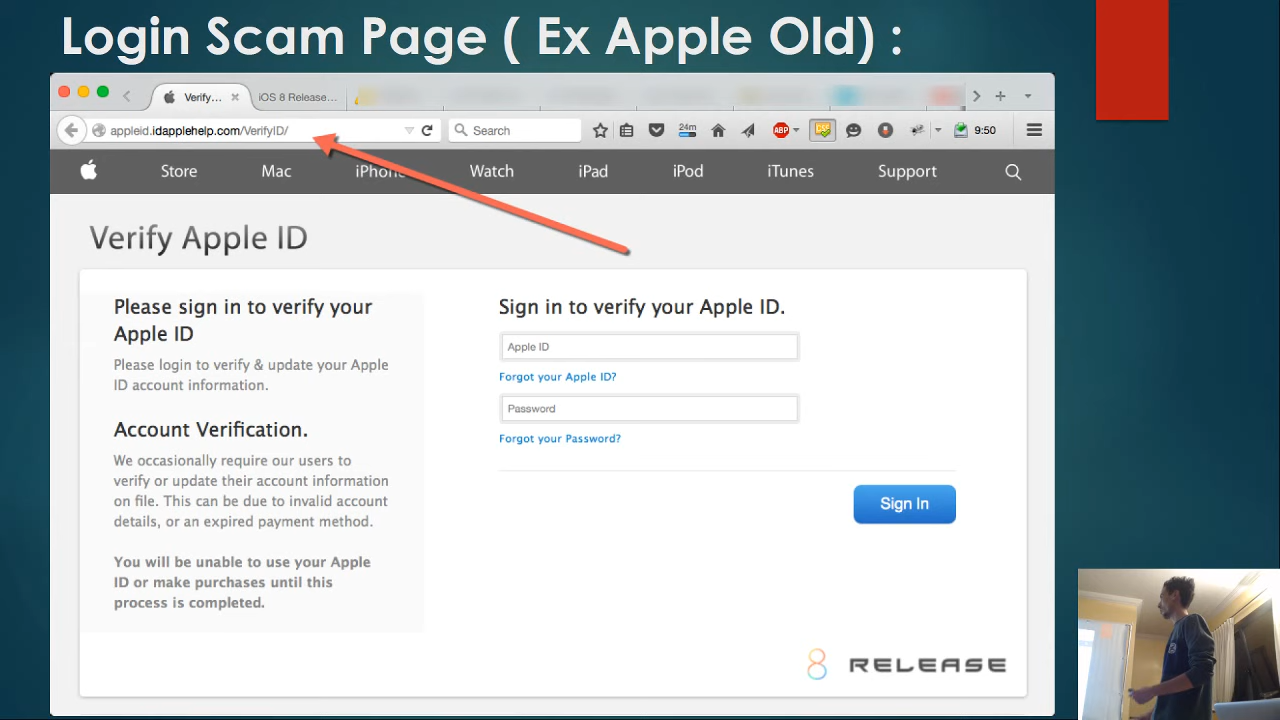 Login Scam Page ( Ex Apple Old) :
Verify...
iOS 8 Release...
appleid.idapplehelp.com/VerifyID/
Search
24m
ABP
9:50
Store
Mac
iPhone
Watch
iPad
iPod
iTunes
Support
Verify Apple ID
Please sign in to verify your
Apple ID
Please login to verify & update your Apple
ID account information.
Account Verification.
We occasionally require our users to
verify or update their account information
on file. This can be due to invalid account
details, or an expired payment method.
You will be unable to use your Apple
ID or make purchases until this
process is completed.
Sign in to verify your Apple ID.
Apple ID
Forgot your Apple ID?
Password
Forgot your Password?
Sign In
8 RELEASE